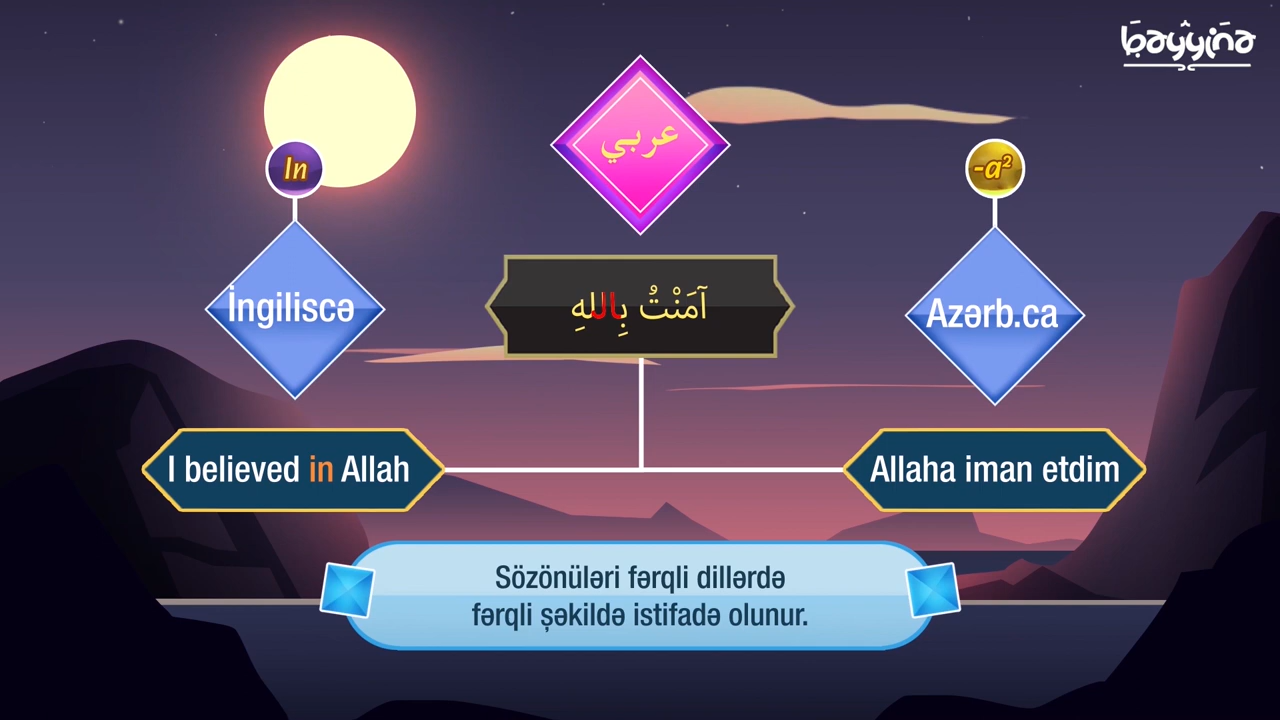 bayyina
عربي
In
-a²
İngiliscə
آمَنْتُ بِاللهِ
Azərb.ca
I believed in Allah
Allaha iman etdim
Sözönüləri fərqli dillərdə
fərqli şəkildə istifadə olunur.